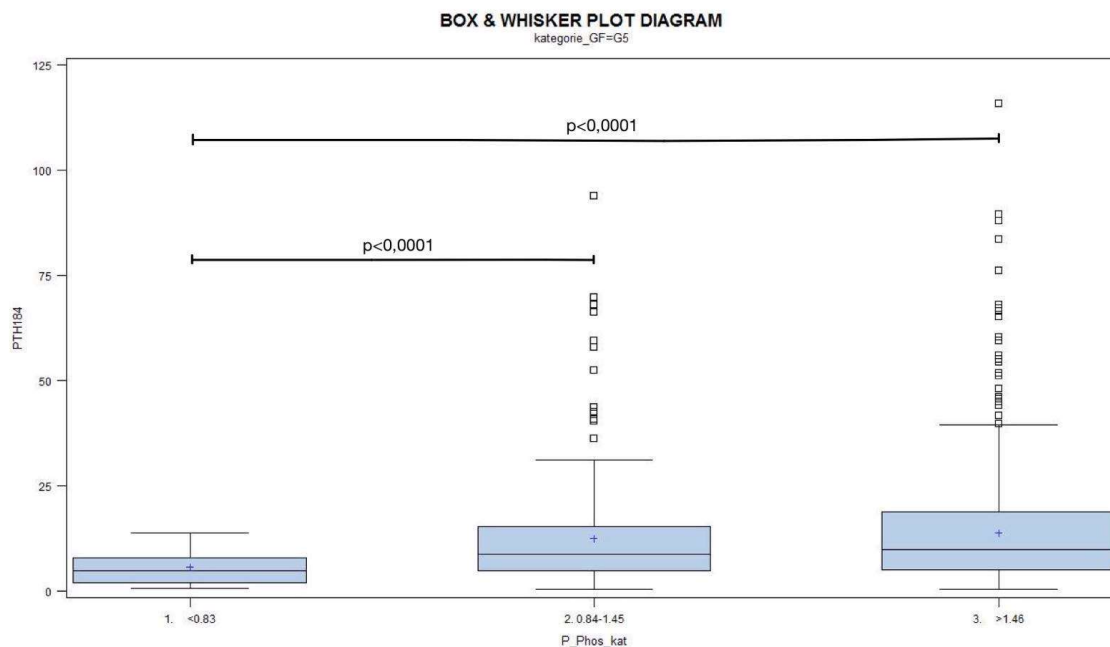 BOX & WHISKER PLOT DIAGRAM
kategorie_GF=G5
125
100
75
50
25
0
PTH184
p<0,0001
p<0,0001
1. <0.83
2. 0.84-1.45
3. >1.46
P_Phos_kat